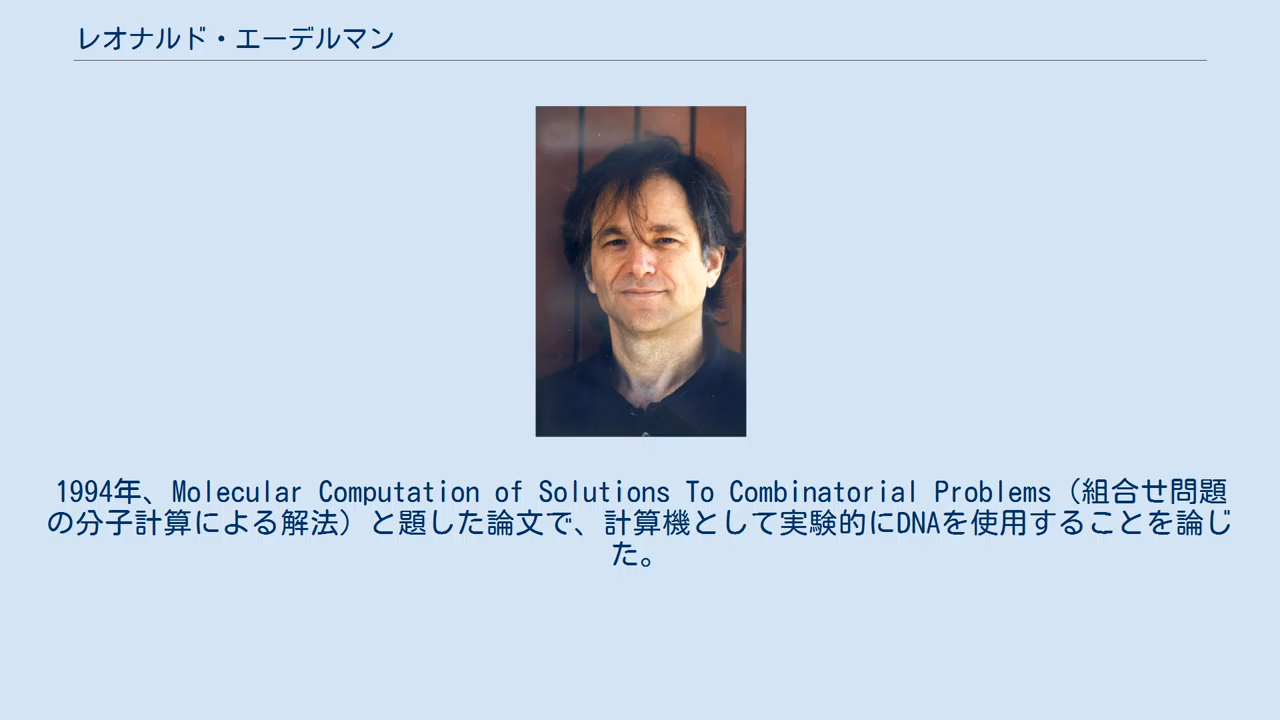 レオナルド・エーデルマン
1994年、Molecular Computation of Solutions To Combinatorial Problems（組合せ問題
の分子計算による解法）と題した論文で、計算機として実験的にDNAを使用することを論じ
た。